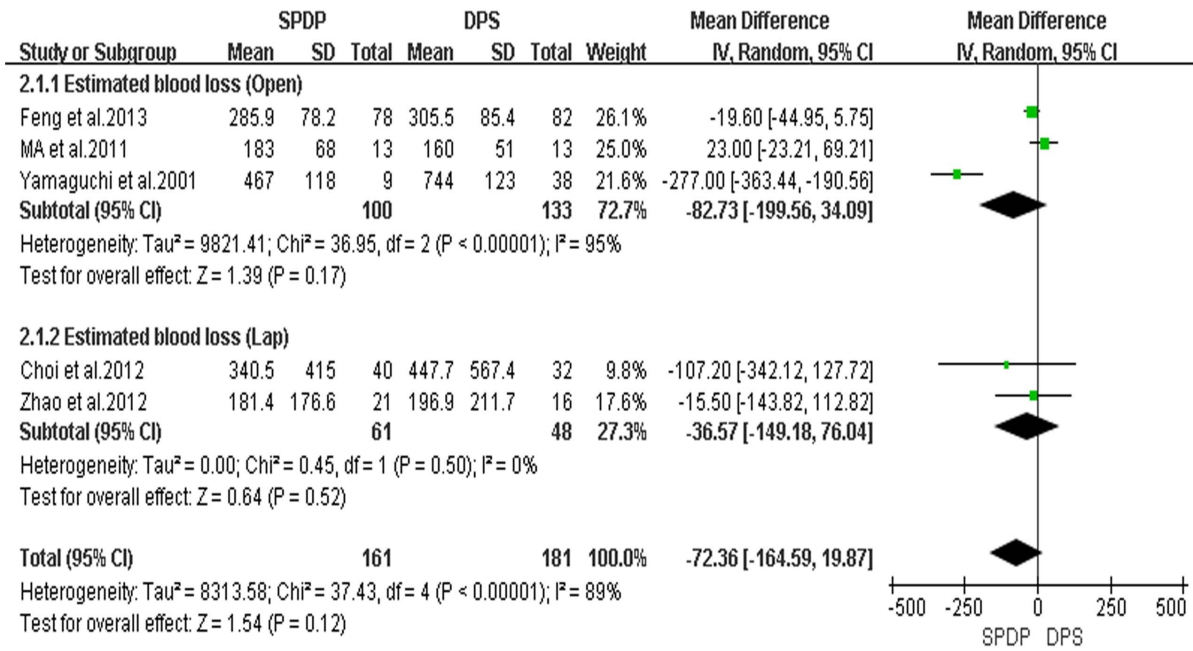 SPDP DPS Mean Difference Mean Difference
Study or Subgroup Mean SD Total Mean SD Total Weight IV, Random, 95% CI IV, Random, 95% CI
2.1.1 Estimated blood loss (Open)
Feng et al.2013 285.9 78.2 78 305.5 85.4 82 26.1% -19.60 [-44.95, 5.75]
MA et al.2011 183 68 13 160 51 13 25.0% 23.00 [-23.21, 69.21]
Yamaguchi et al.2001 467 118 9 744 123 38 21.6% -277.00 [-363.44, -190.56]
Subtotal (95% CI) 100 133 72.7% -82.73 [-199.56, 34.09]
Heterogeneity: Tau² = 9821.41; Chi² = 36.95, df = 2 (P < 0.00001); I² = 95%
Test for overall effect: Z = 1.39 (P = 0.17)
2.1.2 Estimated blood loss (Lap)
Choi et al.2012 340.5 415 40 447.7 567.4 32 9.8% -107.20 [-342.12, 127.72]
Zhao et al.2012 181.4 176.6 21 196.9 211.7 16 17.6% -15.50 [-143.82, 112.82]
Subtotal (95% CI) 61 48 27.3% -36.57 [-149.18, 76.04]
Heterogeneity: Tau² = 0.00; Chi² = 0.45, df = 1 (P = 0.50); I² = 0%
Test for overall effect: Z = 0.64 (P = 0.52)
Total (95% CI) 161 181 100.0% -72.36 [-164.59, 19.87]
Heterogeneity: Tau² = 8313.58; Chi² = 37.43, df = 4 (P < 0.00001); I² = 89%
Test for overall effect: Z = 1.54 (P = 0.12)
-500 -250 0 250 500
SPDP DPS